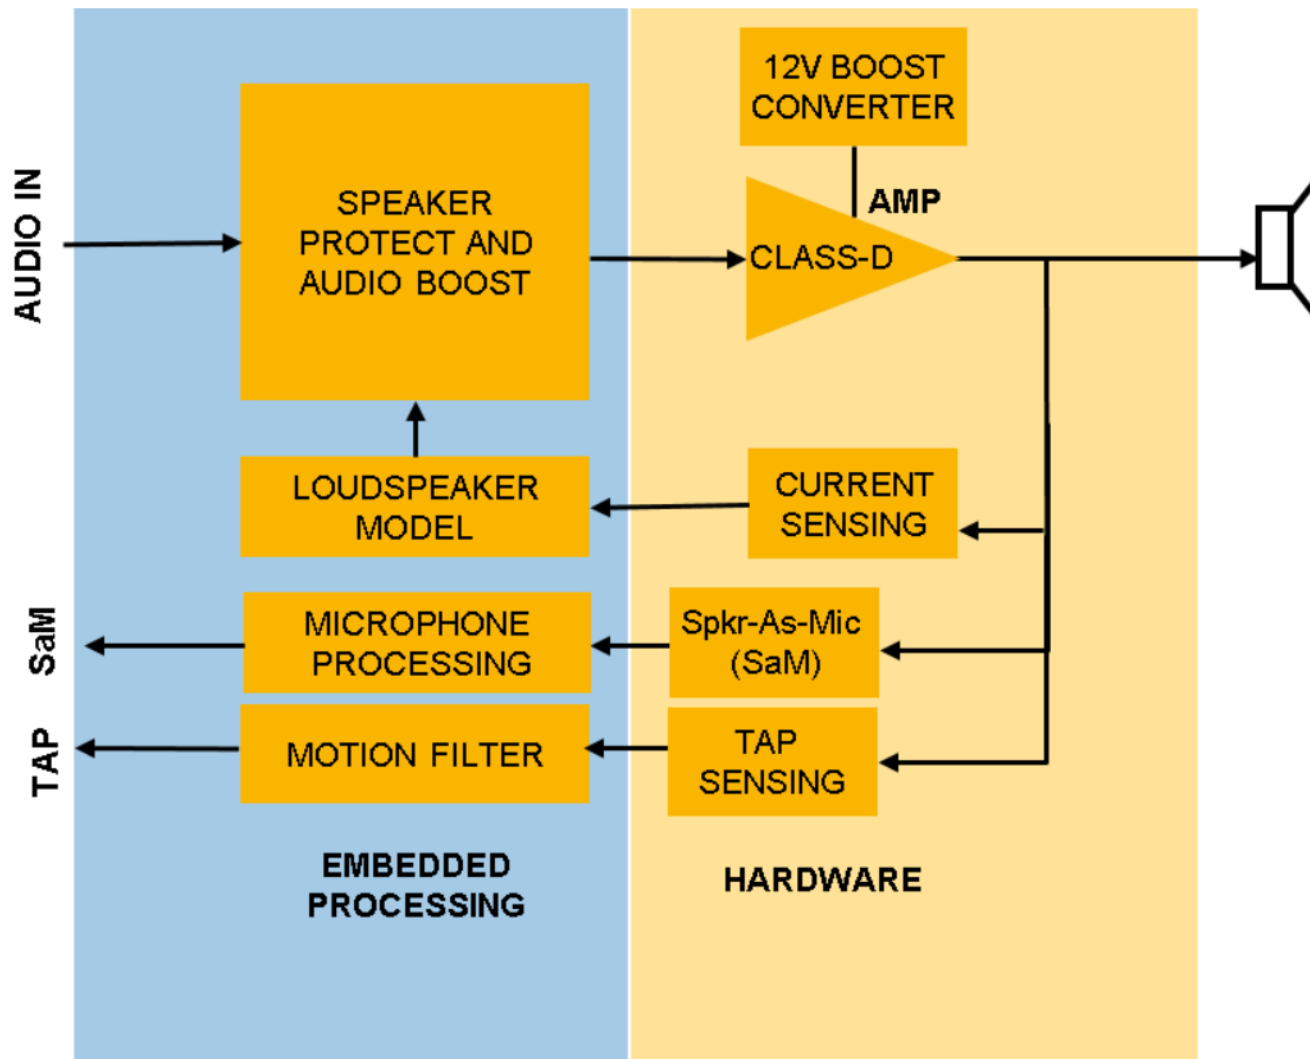 12V BOOST
CONVERTER
AUDIO IN
SPEAKER
PROTECT AND
AUDIO BOOST
AMP
CLASS-D
LOUDSPEAKER
MODEL
CURRENT
SENSING
SaM
MICROPHONE
PROCESSING
Spkr-As-Mic
(SaM)
TAP
MOTION FILTER
TAP
SENSING
EMBEDDED
PROCESSING
HARDWARE